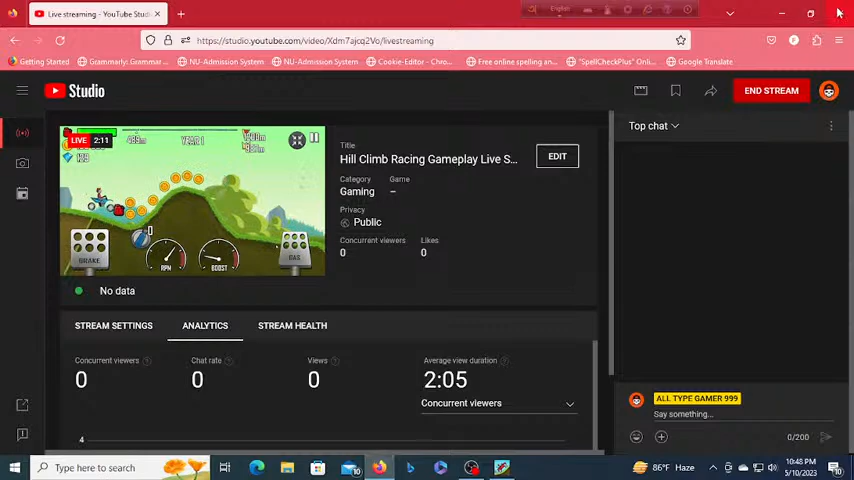 Live streaming - YouTube Studio
English
https://studio.youtube.com/video/Xdm7ajcq2Vo/livestreaming
Getting Started
Grammarly: Grammar...
NU-Admission System
NU-Admission System
Cookie-Editor - Chro...
Free online spelling an...
"SpellCheckPlus" Onli...
Google Translate
Studio
END STREAM
LIVE 2:11
YEAR 1
BRAKE
RPM
BOOST
GAS
Title
Hill Climb Racing Gameplay Live S...
EDIT
Category
Game
Gaming
–
Privacy
Public
Concurrent viewers
Likes
0
0
No data
STREAM SETTINGS
ANALYTICS
STREAM HEALTH
Concurrent viewers
Chat rate
Views
Average view duration
0
0
0
2:05
Concurrent viewers
4
Top chat
ALL TYPE GAMER 999
Say something...
0/200
Type here to search
86°F Haze
10:48 PM
5/10/2023